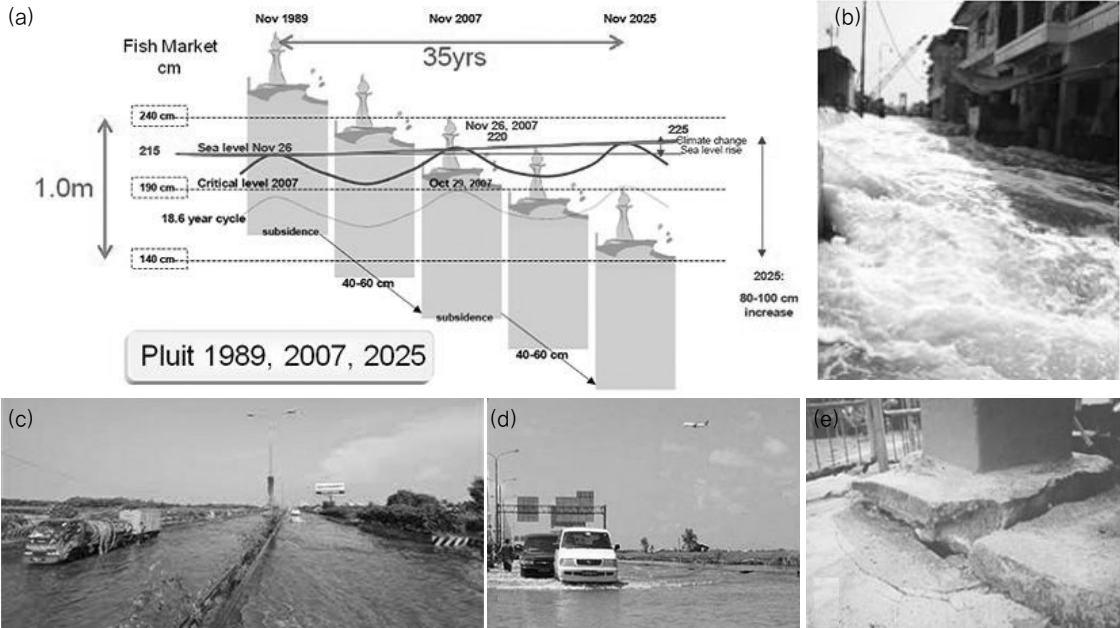 (a)
Nov 1989
Nov 2007
Nov 2025
Fish Market
cm
35yrs
240 cm
Nov 26, 2007
220
225
Climate change
Sea level rise
215
Sea level Nov 26
1.0m
190 cm
Critical level 2007
Oct 29, 2007
18.6 year cycle
subsidence
140 cm
40-60 cm
2025:
80-100 cm
increase
subsidence
40-60 cm
Pluit 1989, 2007, 2025
(b)
(c)
(d)
(e)